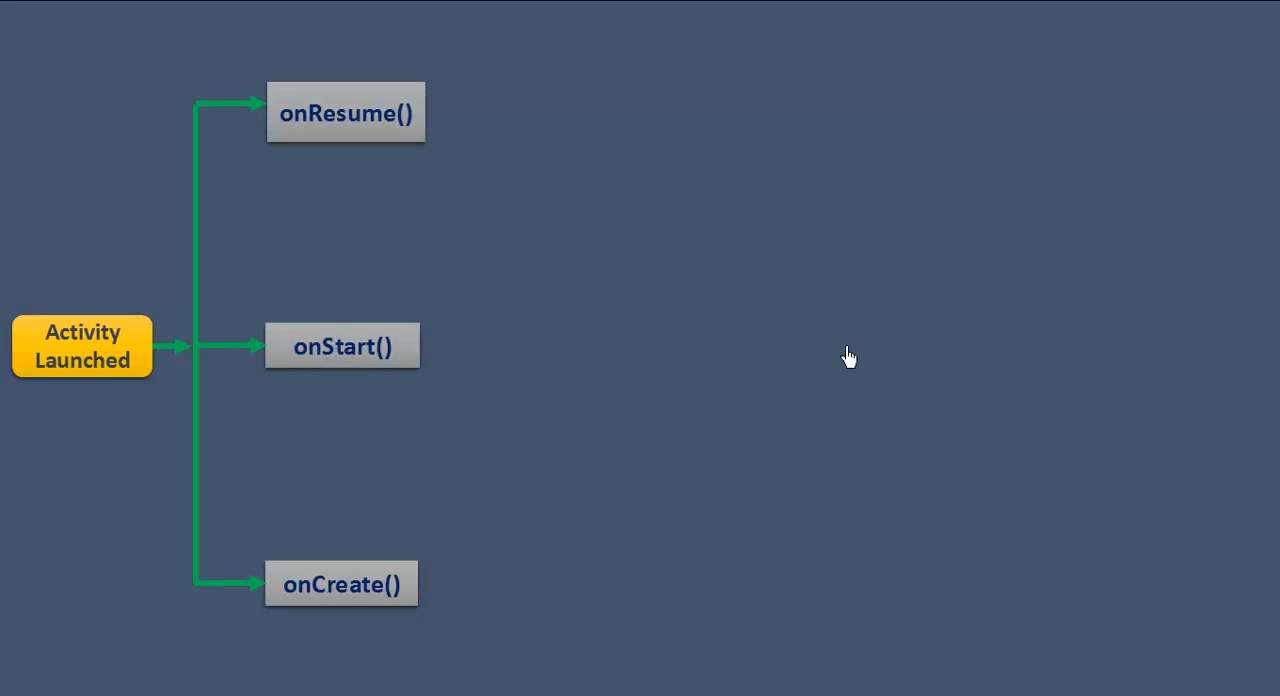 onResume()
Activity
Launched
onStart()
onCreate()